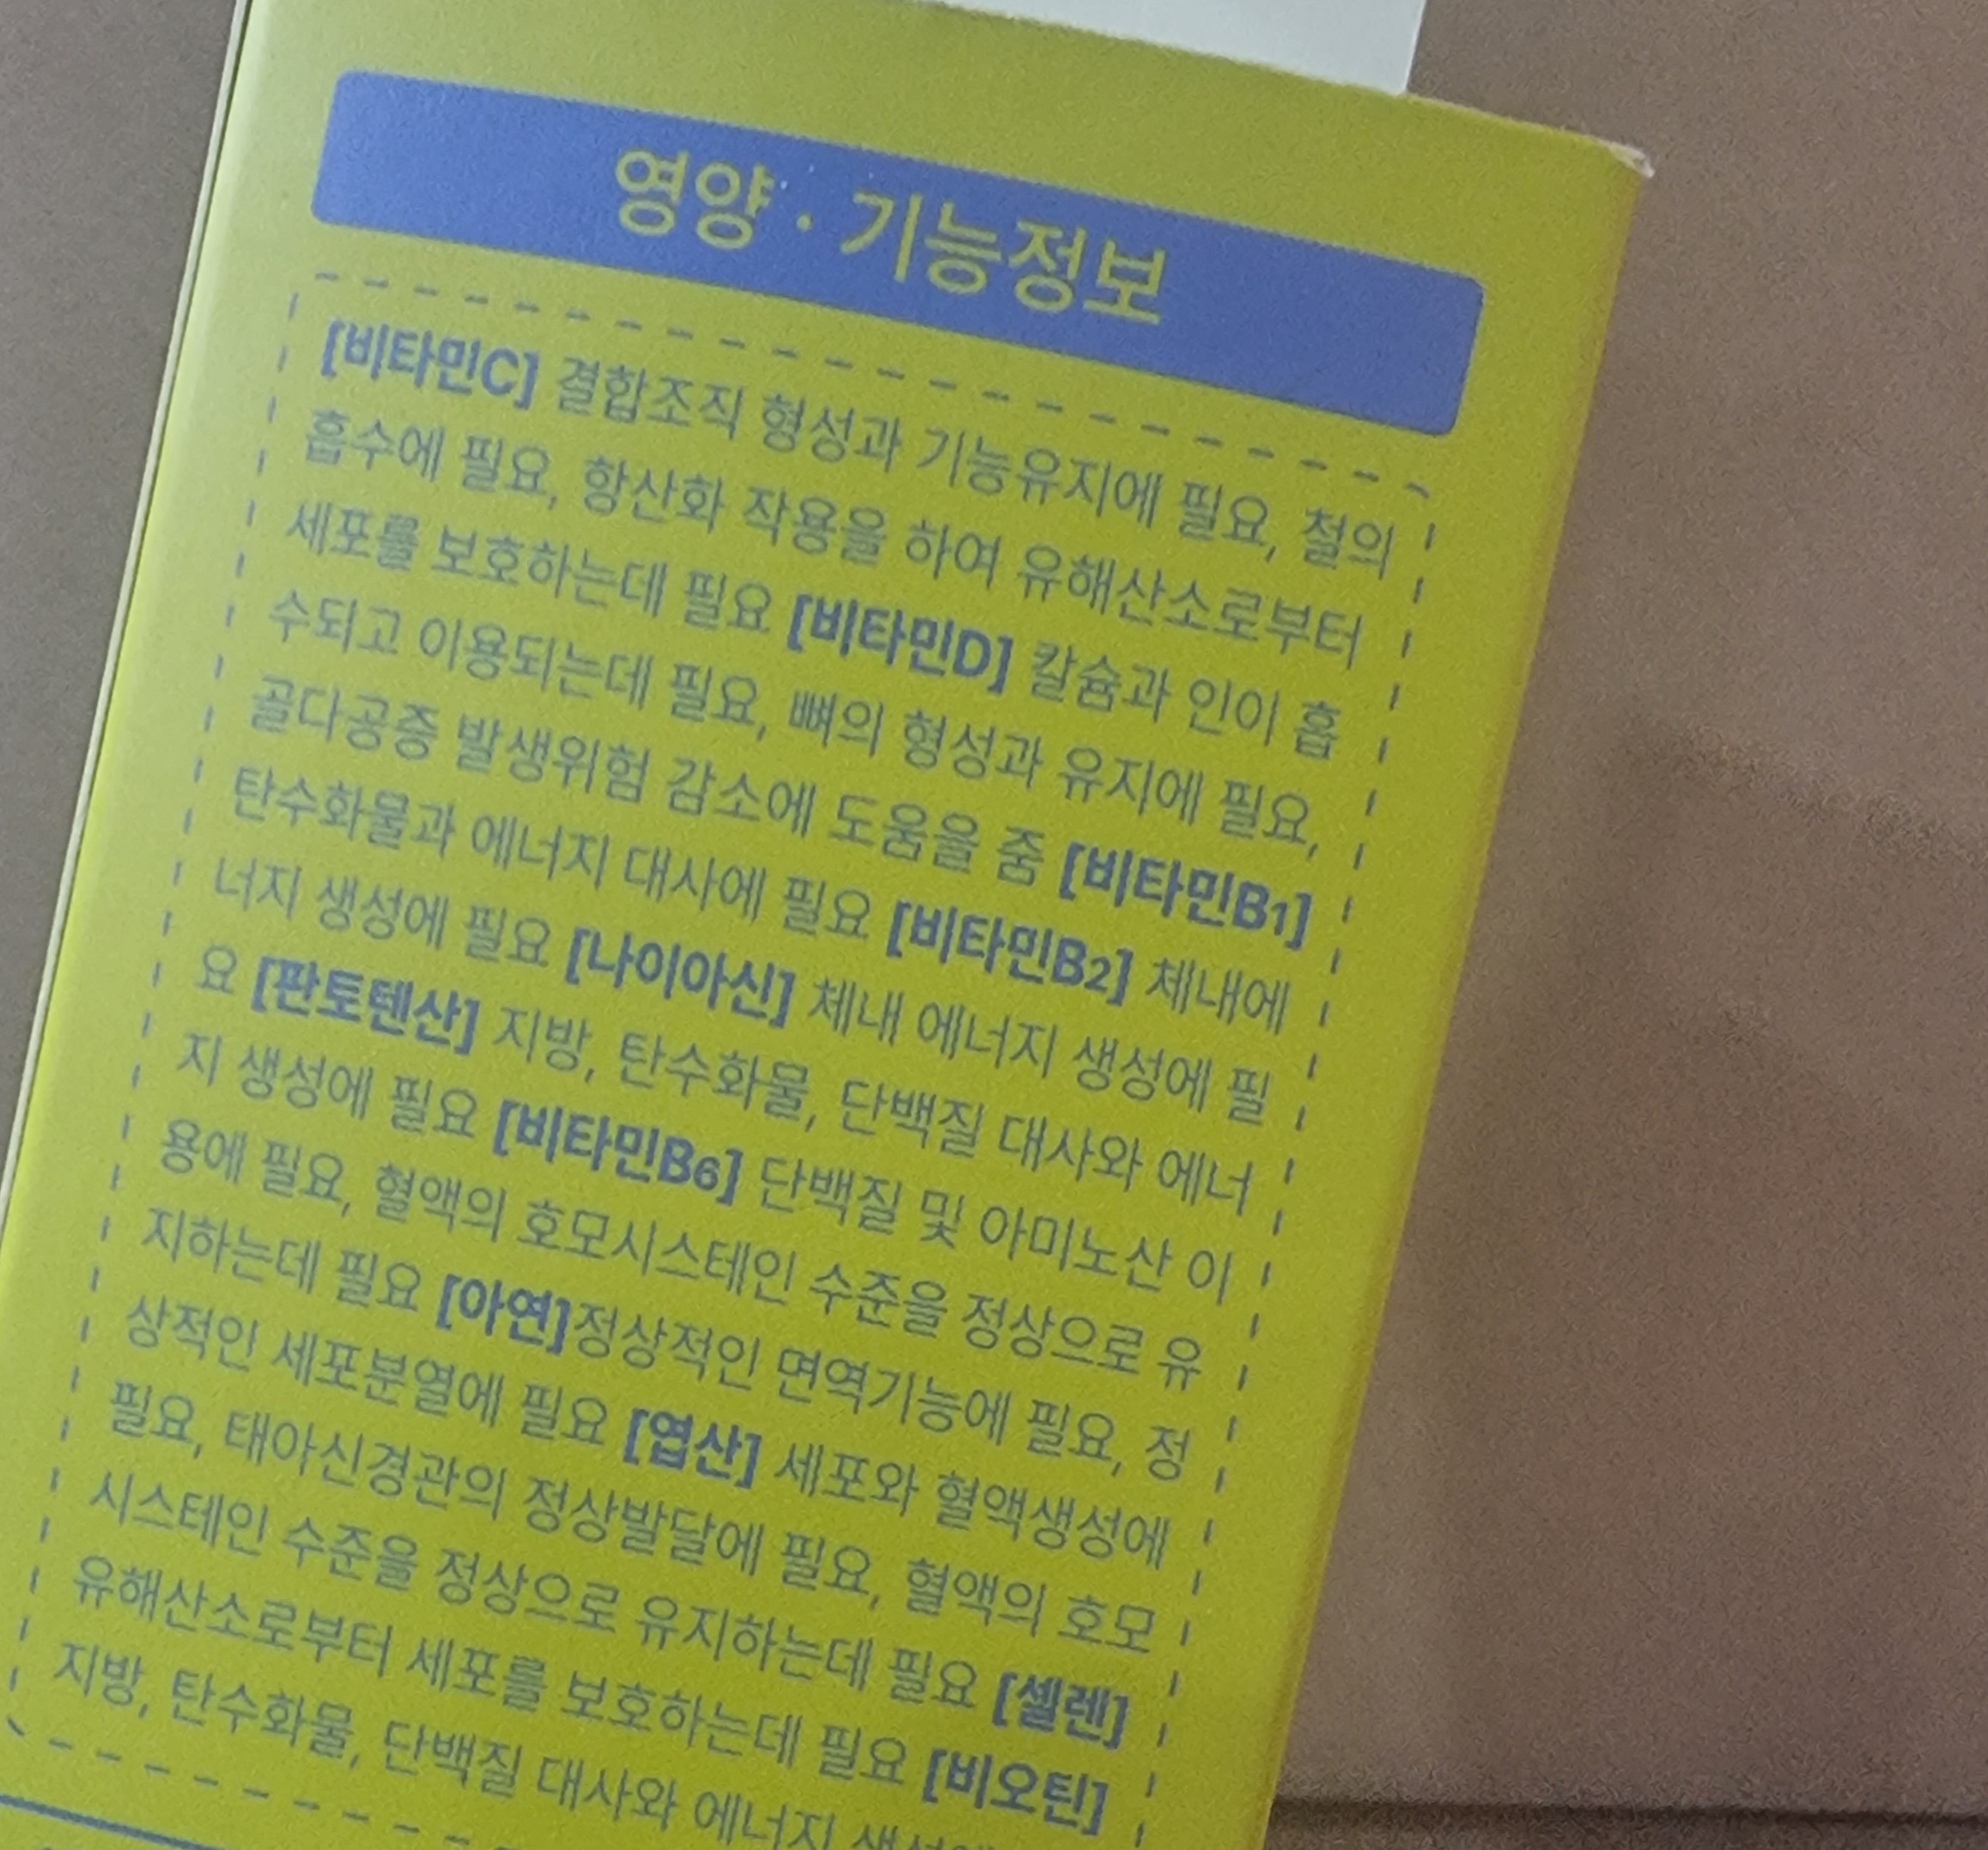 영양 · 기능정보
[비타민C] 결합조직 형성과 기능유지에 필요, 철의
흡수에 필요, 항산화 작용을 하여 유해산소로부터
세포를 보호하는데 필요 [비타민D] 칼슘과 인이 흡
수되고 이용되는데 필요, 뼈의 형성과 유지에 필요,
골다공증 발생위험 감소에 도움을 줌 [비타민B1]
탄수화물과 에너지 대사에 필요 [비타민B2] 체내에
너지 생성에 필요 [나이아신] 체내 에너지 생성에 필
요 [판토텐산] 지방, 탄수화물, 단백질 대사와 에너
지 생성에 필요 [비타민B6] 단백질 및 아미노산 이
용에 필요, 혈액의 호모시스테인 수준을 정상으로 유
지하는데 필요 [아연]정상적인 면역기능에 필요, 정
상적인 세포분열에 필요 [엽산] 세포와 혈액생성에
필요, 태아신경관의 정상발달에 필요, 혈액의 호모
시스테인 수준을 정상으로 유지하는데 필요 [셀렌]
유해산소로부터 세포를 보호하는데 필요 [비오틴]
지방, 탄수화물, 단백질 대사와 에너지